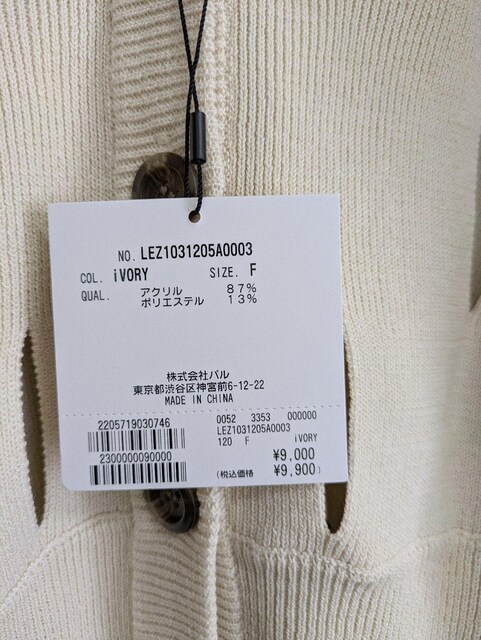 NO. LEZ1031205A0003
COL. iVORY SIZE. F
QUAL. アクリル 87%
ポリエステル 13%
株式会社パル
東京都渋谷区神宮前6-12-22
MADE IN CHINA
2205719030746
2300000090000
0052 3353 000000
LEZ1031205A0003
120 F iVORY
¥9,000
(税込価格 ¥9,900)